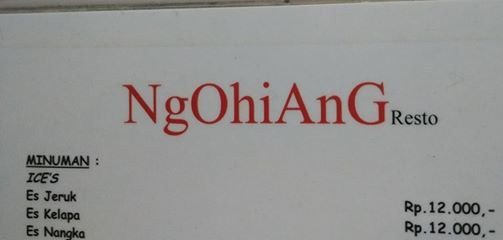 NgOhiAnG Resto
MINUMAN :
ICE'S
Es Jeruk Rp.12.000,-
Es Kelapa Rp.12.000,-
Es Nangka